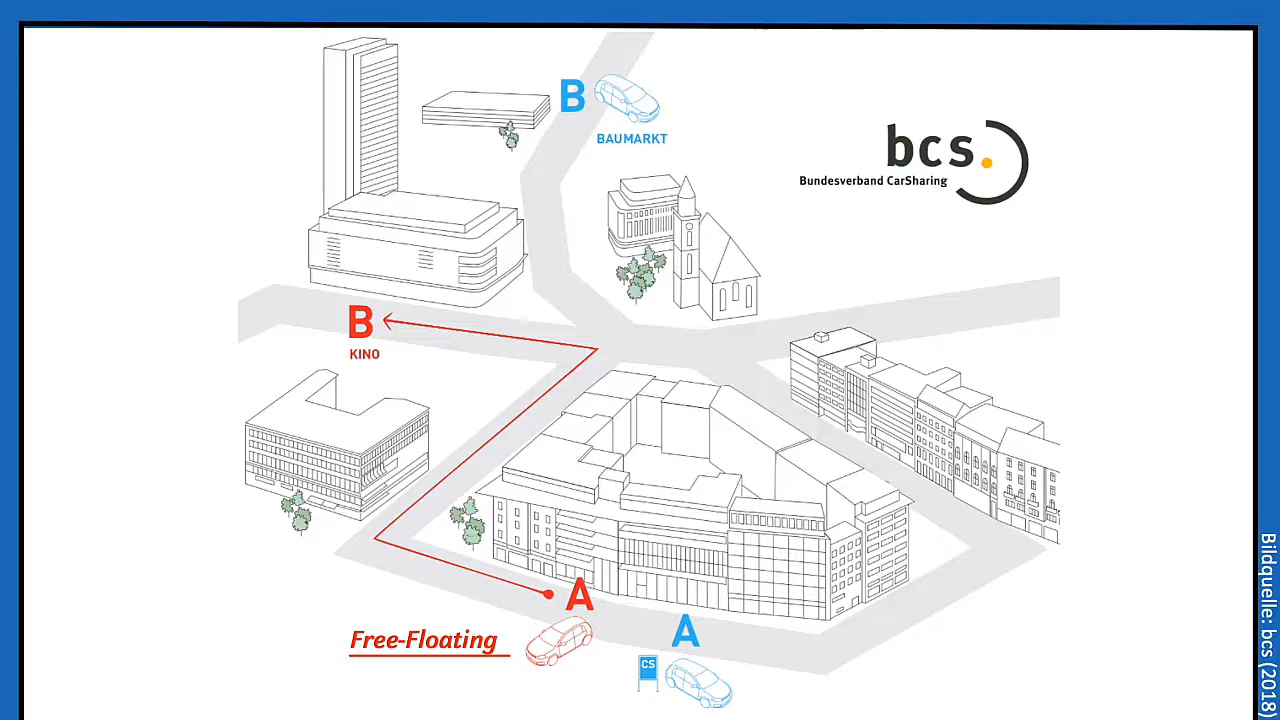 B
BAUMARKT
bcs.
Bundesverband CarSharing
B
KINO
A
Free-Floating
A
CS
Bildquelle: bcs (2018)